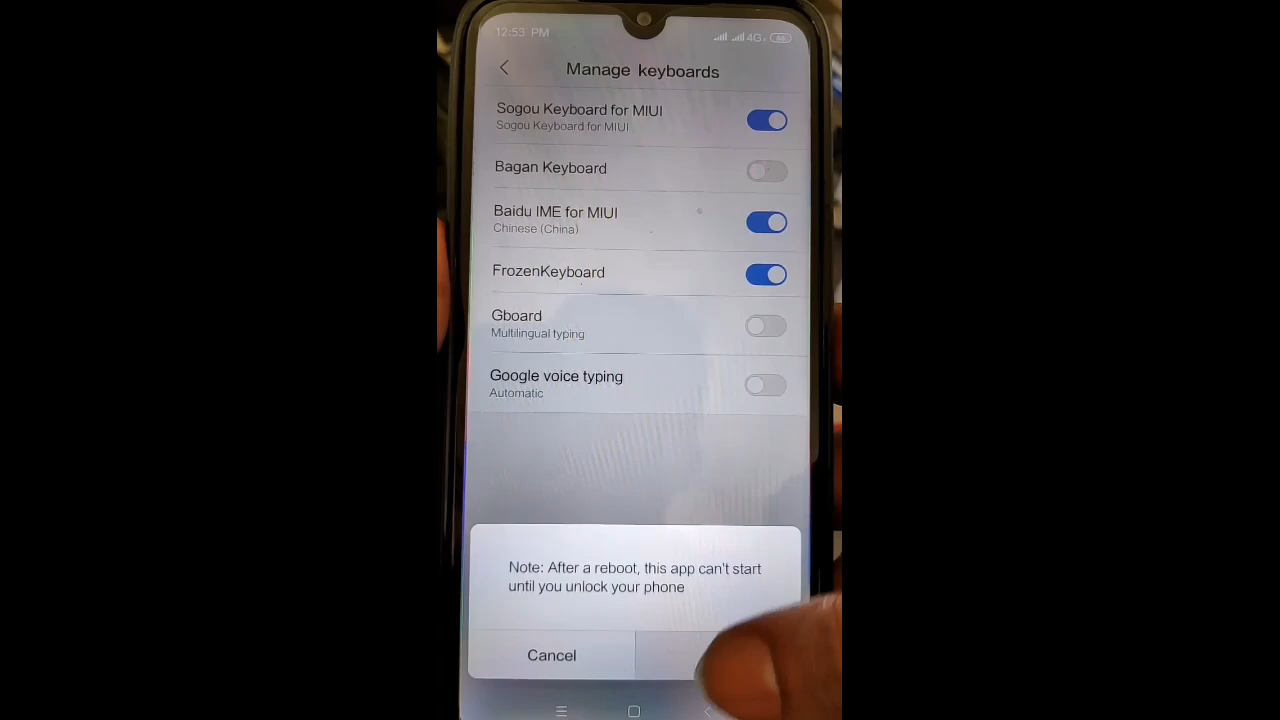 12:53 PM
4G
66
Manage keyboards
Sogou Keyboard for MIUI
Sogou Keyboard for MIUI
Bagan Keyboard
Baidu IME for MIUI
Chinese (China)
FrozenKeyboard
Gboard
Multilingual typing
Google voice typing
Automatic
Note: After a reboot, this app can't start
until you unlock your phone
Cancel